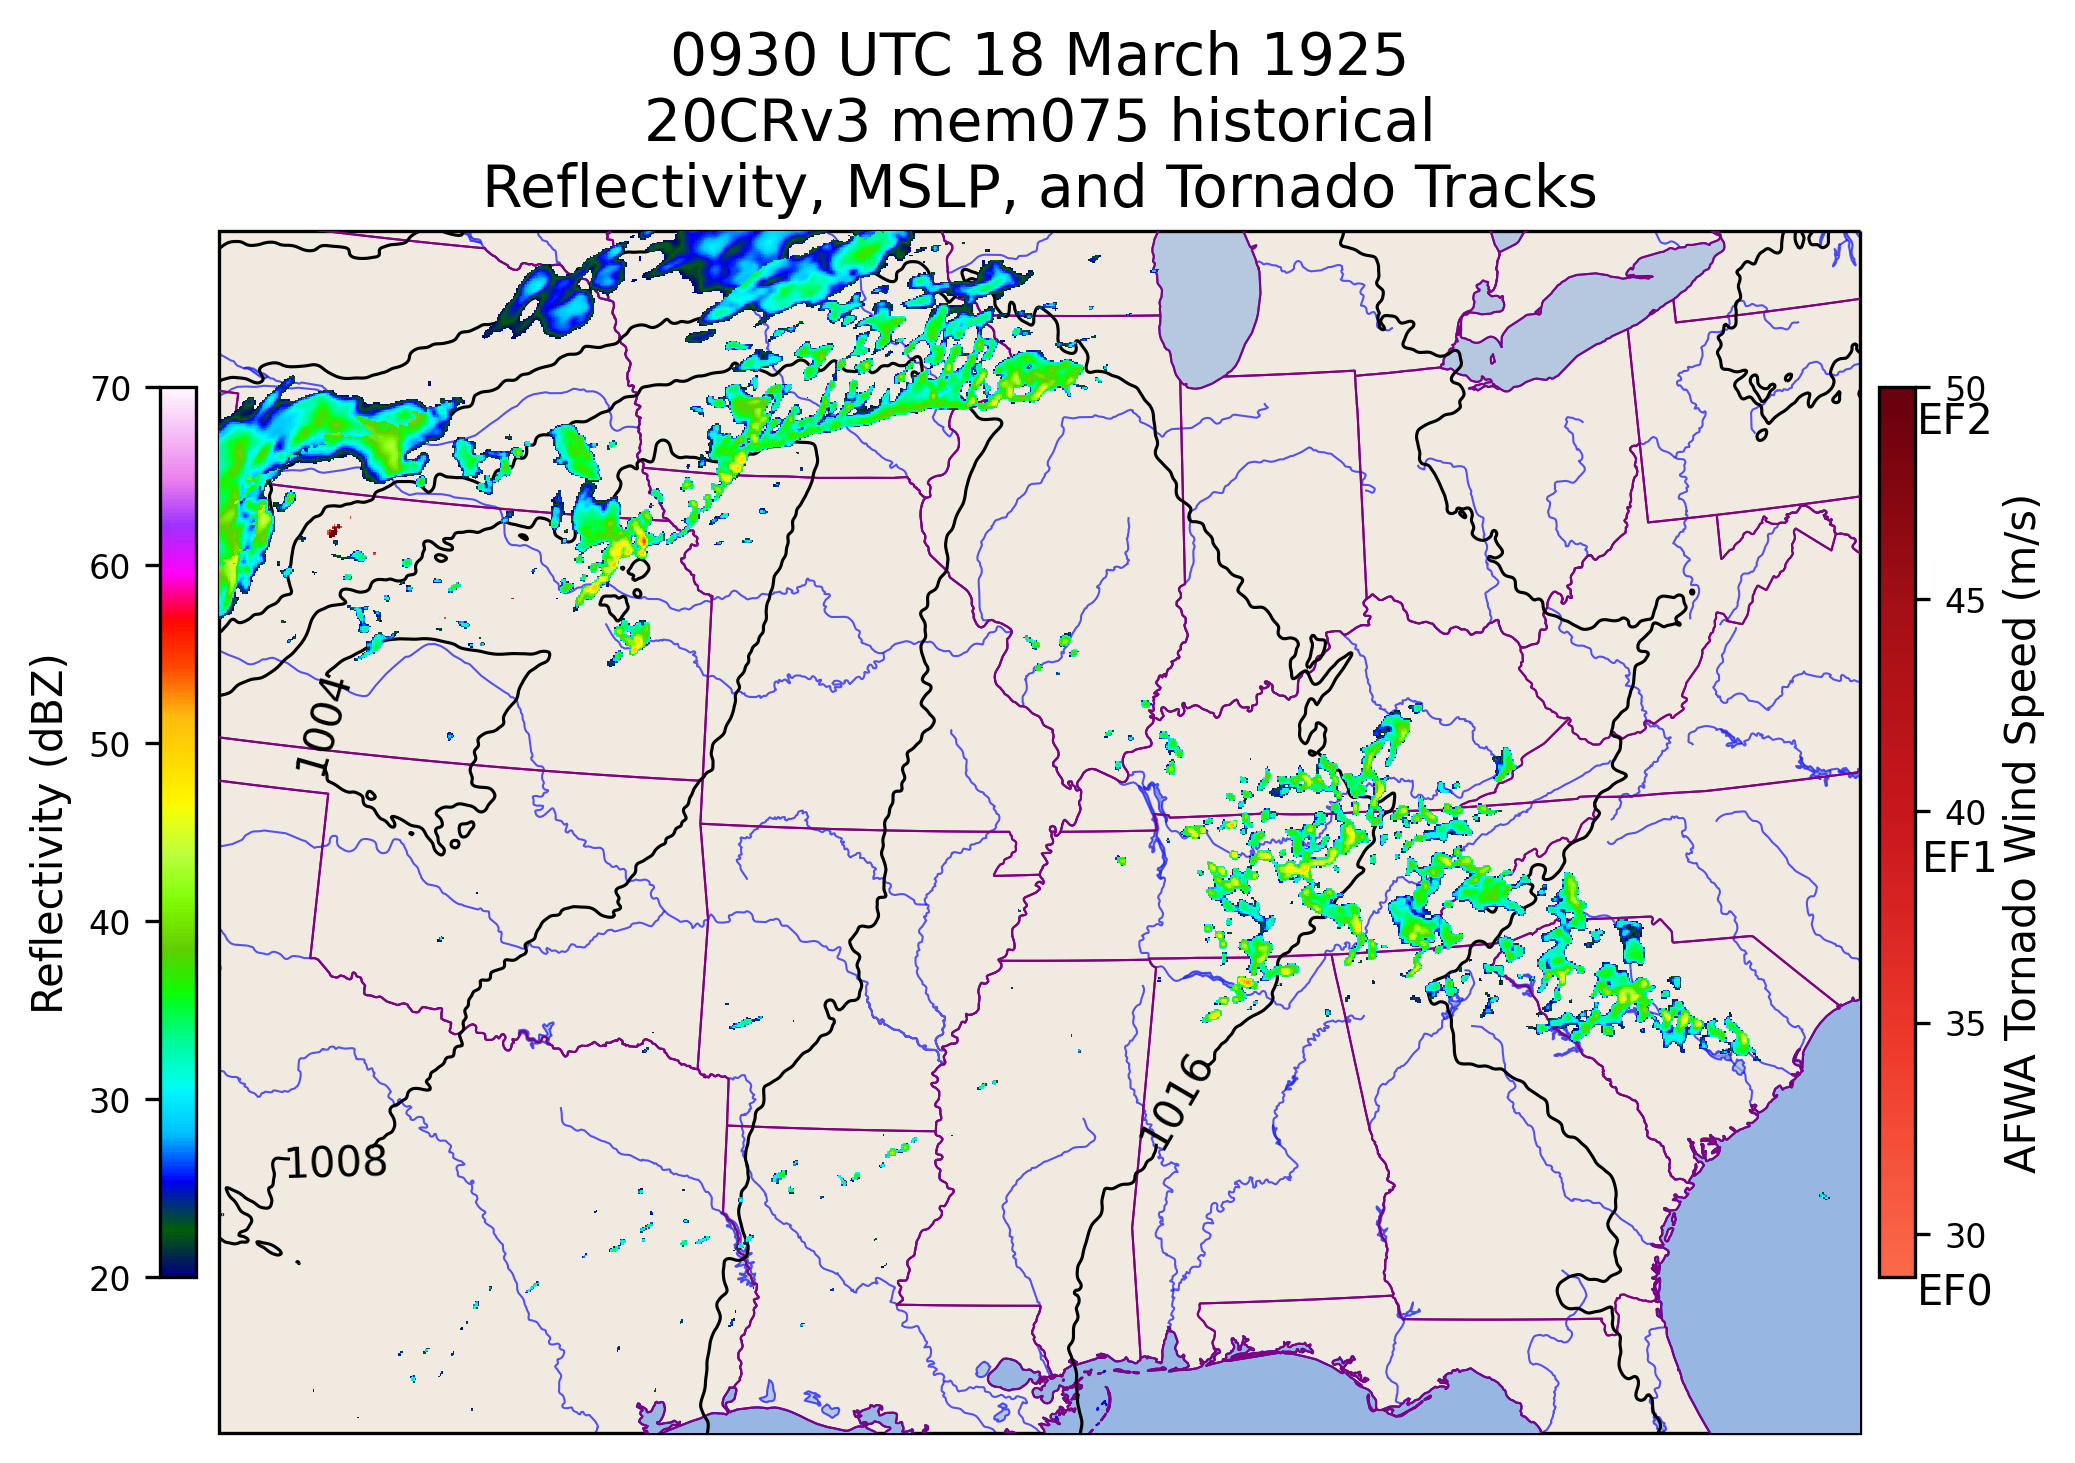 0930 UTC 18 March 1925
20CRv3 mem075 historical
Reflectivity, MSLP, and Tornado Tracks
70
60
50
40
30
20
Reflectivity (dBZ)
1004
1008
1016
50
EF2
45
40
EF1
35
30
EF0
AFWA Tornado Wind Speed (m/s)